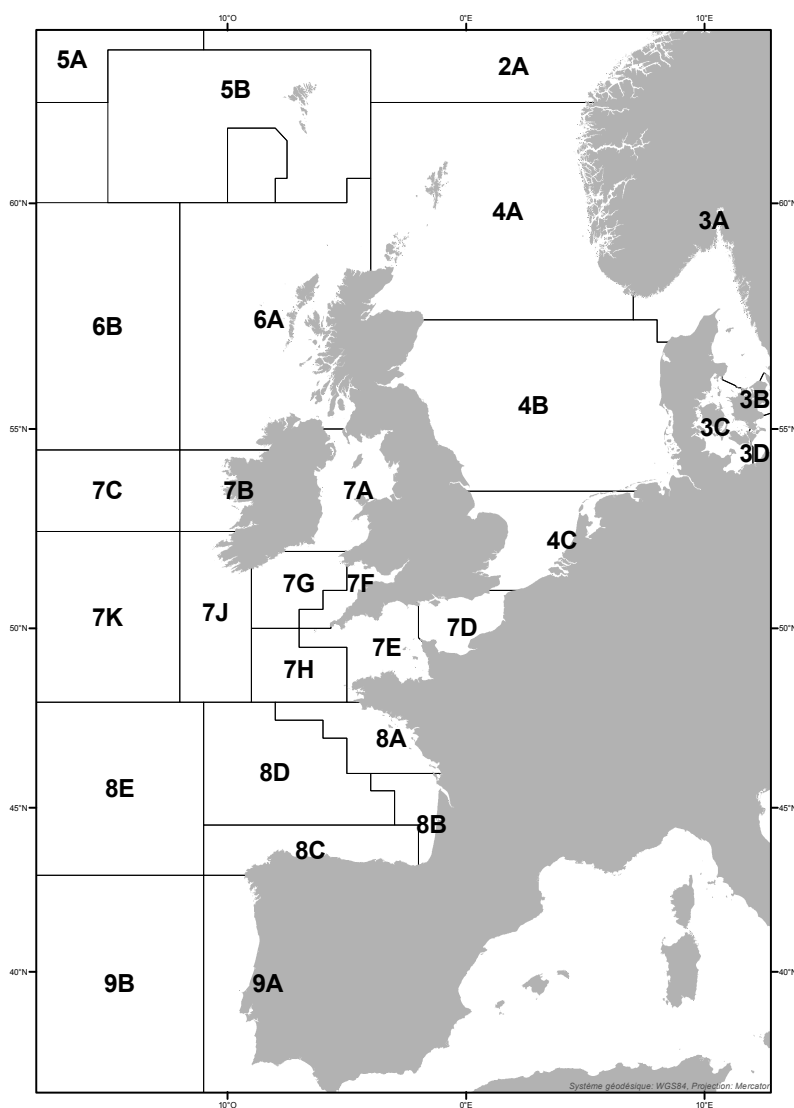 10°O 0°E 10°E
5A
2A
5B
60°N 60°N
4A
3A
6A
6B
3B
4B
55°N 3C 55°N
3D
7C 7B 7A
4C
7G 7F
7K 7J
50°N 7D 50°N
7E
7H
8A
8D
8E
45°N 45°N
8B
8C
40°N 40°N
9B 9A
Système géodésique: WGS84, Projection: Mercator
10°O 0°E 10°E